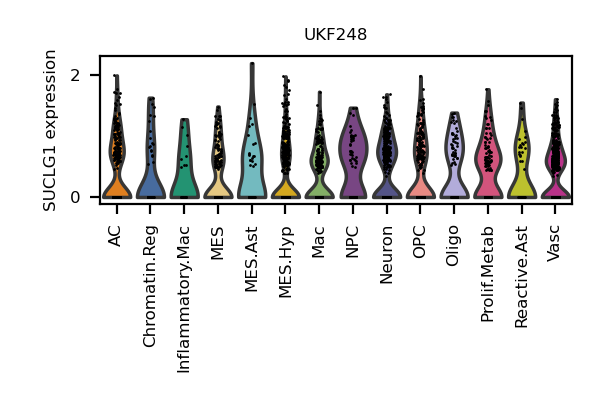 UKF248
SUCLG1 expression
2
0
AC
Chromatin.Reg
Inflammatory.Mac
MES
MES.Ast
MES.Hyp
Mac
NPC
Neuron
OPC
Oligo
Prolif.Metab
Reactive.Ast
Vasc